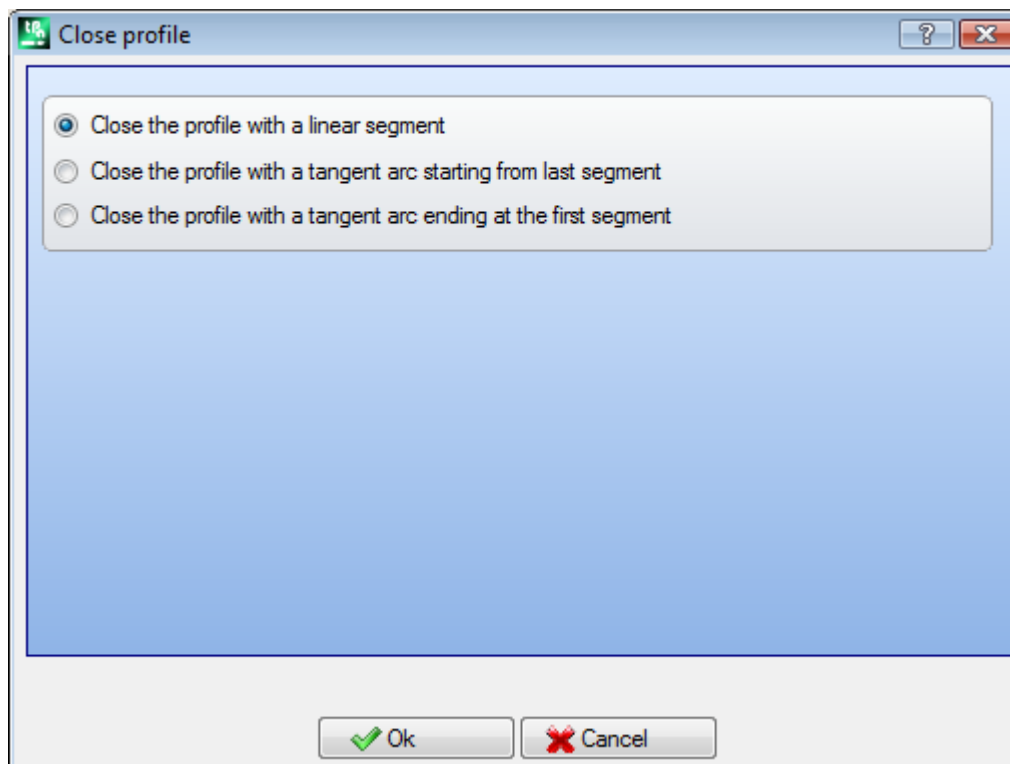 Close profile
Close the profile with a linear segment
Close the profile with a tangent arc starting from last segment
Close the profile with a tangent arc ending at the first segment
Ok
Cancel